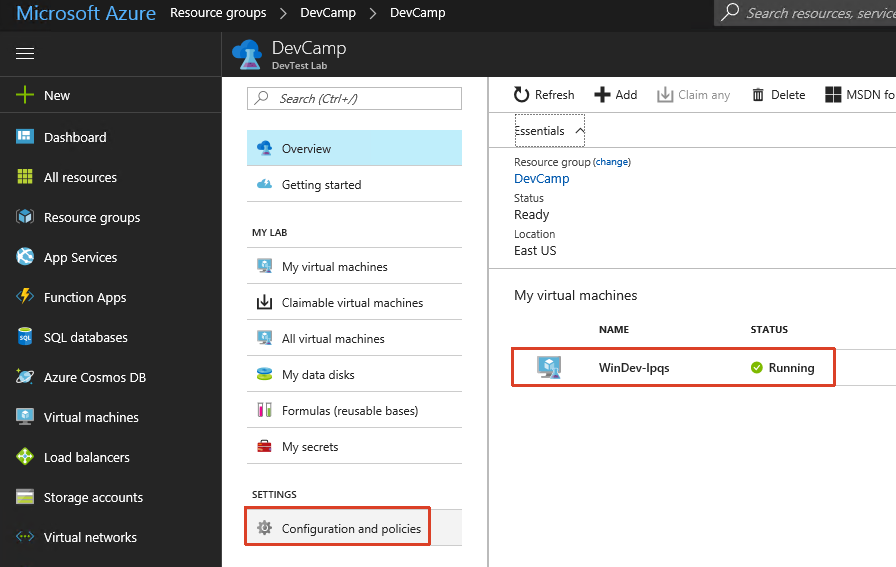 Microsoft Azure Resource groups > DevCamp > DevCamp
Search resources, service
New
Dashboard
All resources
Resource groups
App Services
Function Apps
SQL databases
Azure Cosmos DB
Virtual machines
Load balancers
Storage accounts
Virtual networks
DevCamp
DevTest Lab
Search (Ctrl+/)
Overview
Getting started
MY LAB
My virtual machines
Claimable virtual machines
All virtual machines
My data disks
Formulas (reusable bases)
My secrets
SETTINGS
Configuration and policies
Refresh Add Claim any Delete MSDN fo
Essentials
Resource group (change)
DevCamp
Status
Ready
Location
East US
My virtual machines
NAME STATUS
WinDev-lpqs Running